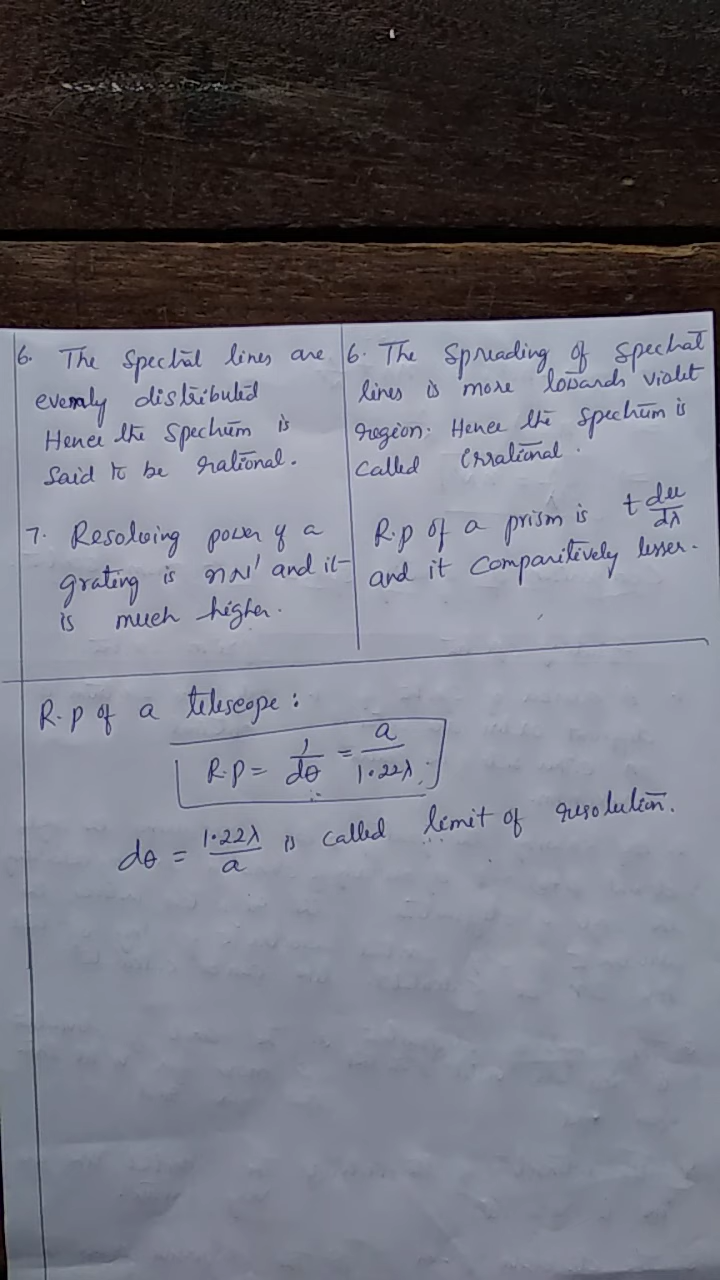 6. The Spectral lines are
evenly distributed
Hence the Spectrum is
Said to be rational.
7. Resolving power of a
grating is nN' and it
is much higher.
6. The Spreading of Spectral
lines is more towards violet
region. Hence the Spectrum is
called Irrational.
R.p of a prism is t dμ/dλ
and it Comparitively lesser.
R.p of a telescope:
R.p = 1/dθ = a/1.22λ.
dθ = 1.22λ/a is called limit of resolution.